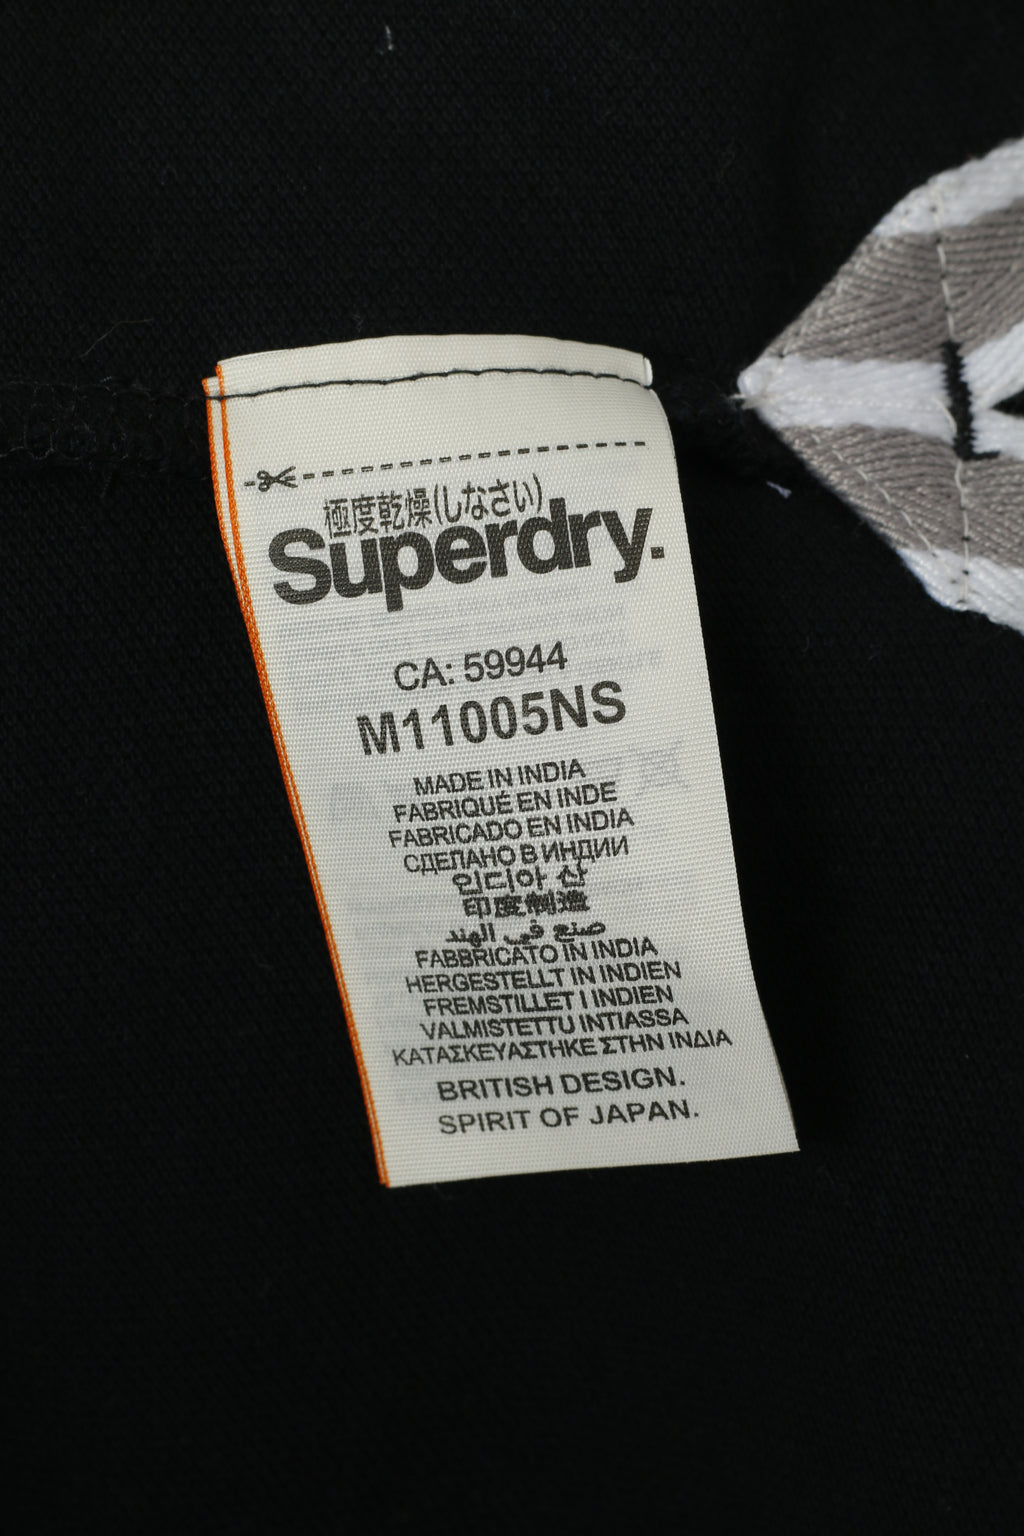 極度乾燥(しなさい)
Superdry.
CA: 59944
M11005NS
MADE IN INDIA
FABRIQUÉ EN INDE
FABRICADO EN INDIA
СДЕПАНО В ИНДИИ
인디아 산
印度制造
صنع في الهند
FABBRICATO IN INDIA
HERGESTELLT IN INDIEN
FREMSTILLET I INDIEN
VALMISTETTU INTIASSA
ΚΑΤΑΣΚΕΥΑΣΤΗΚΕ ΣΤΗΝ ΙΝΔΙΑ
BRITISH DESIGN.
SPIRIT OF JAPAN.